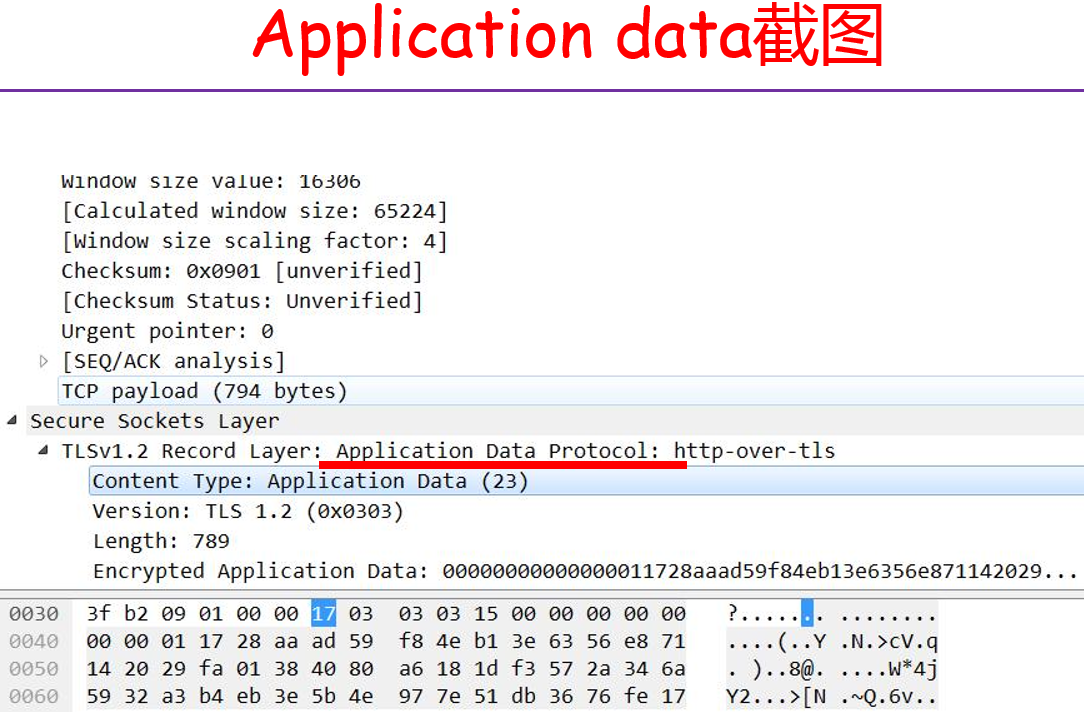 Application data截图
Window size value: 16306
[Calculated window size: 65224]
[Window size scaling factor: 4]
Checksum: 0x0901 [unverified]
[Checksum Status: Unverified]
Urgent pointer: 0
[SEQ/ACK analysis]
TCP payload (794 bytes)
Secure Sockets Layer
TLSv1.2 Record Layer: Application Data Protocol: http-over-tls
Content Type: Application Data (23)
Version: TLS 1.2 (0x0303)
Length: 789
Encrypted Application Data: 00000000000000011728aaad59f84eb13e6356e871142029...
0030 3f b2 09 01 00 00 17 03 03 03 15 00 00 00 00 00 ?....... ........
0040 00 00 01 17 28 aa ad 59 f8 4e b1 3e 63 56 e8 71 ....(..Y .N.>cV.q
0050 14 20 29 fa 01 38 40 80 a6 18 1d f3 57 2a 34 6a . )..8@. ....W*4j
0060 59 32 a3 b4 eb 3e 5b 4e 97 7e 51 db 36 76 fe 17 Y2...>[N .~Q.6v..